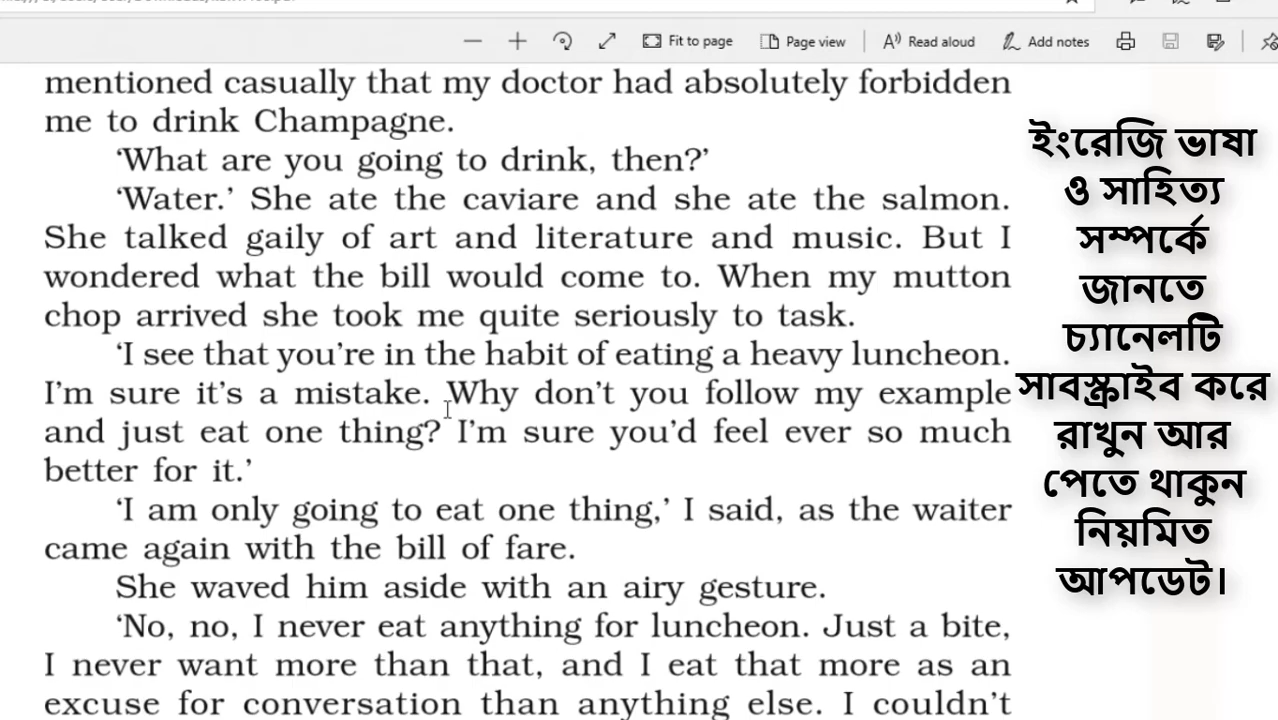 Fit to page
Page view
Read aloud
Add notes
mentioned casually that my doctor had absolutely forbidden
me to drink Champagne.
‘What are you going to drink, then?’
‘Water.’ She ate the caviare and she ate the salmon.
She talked gaily of art and literature and music. But I
wondered what the bill would come to. When my mutton
chop arrived she took me quite seriously to task.
‘I see that you’re in the habit of eating a heavy luncheon.
I’m sure it’s a mistake. Why don’t you follow my example
and just eat one thing? I’m sure you’d feel ever so much
better for it.’
‘I am only going to eat one thing,’ I said, as the waiter
came again with the bill of fare.
She waved him aside with an airy gesture.
‘No, no, I never eat anything for luncheon. Just a bite,
I never want more than that, and I eat that more as an
excuse for conversation than anything else. I couldn’t
ইংরেজি ভাষা
ও সাহিত্য
সম্পর্কে
জানতে
চ্যানেলটি
সাবস্ক্রাইব করে
রাখুন আর
পেতে থাকুন
নিয়মিত
আপডেট।